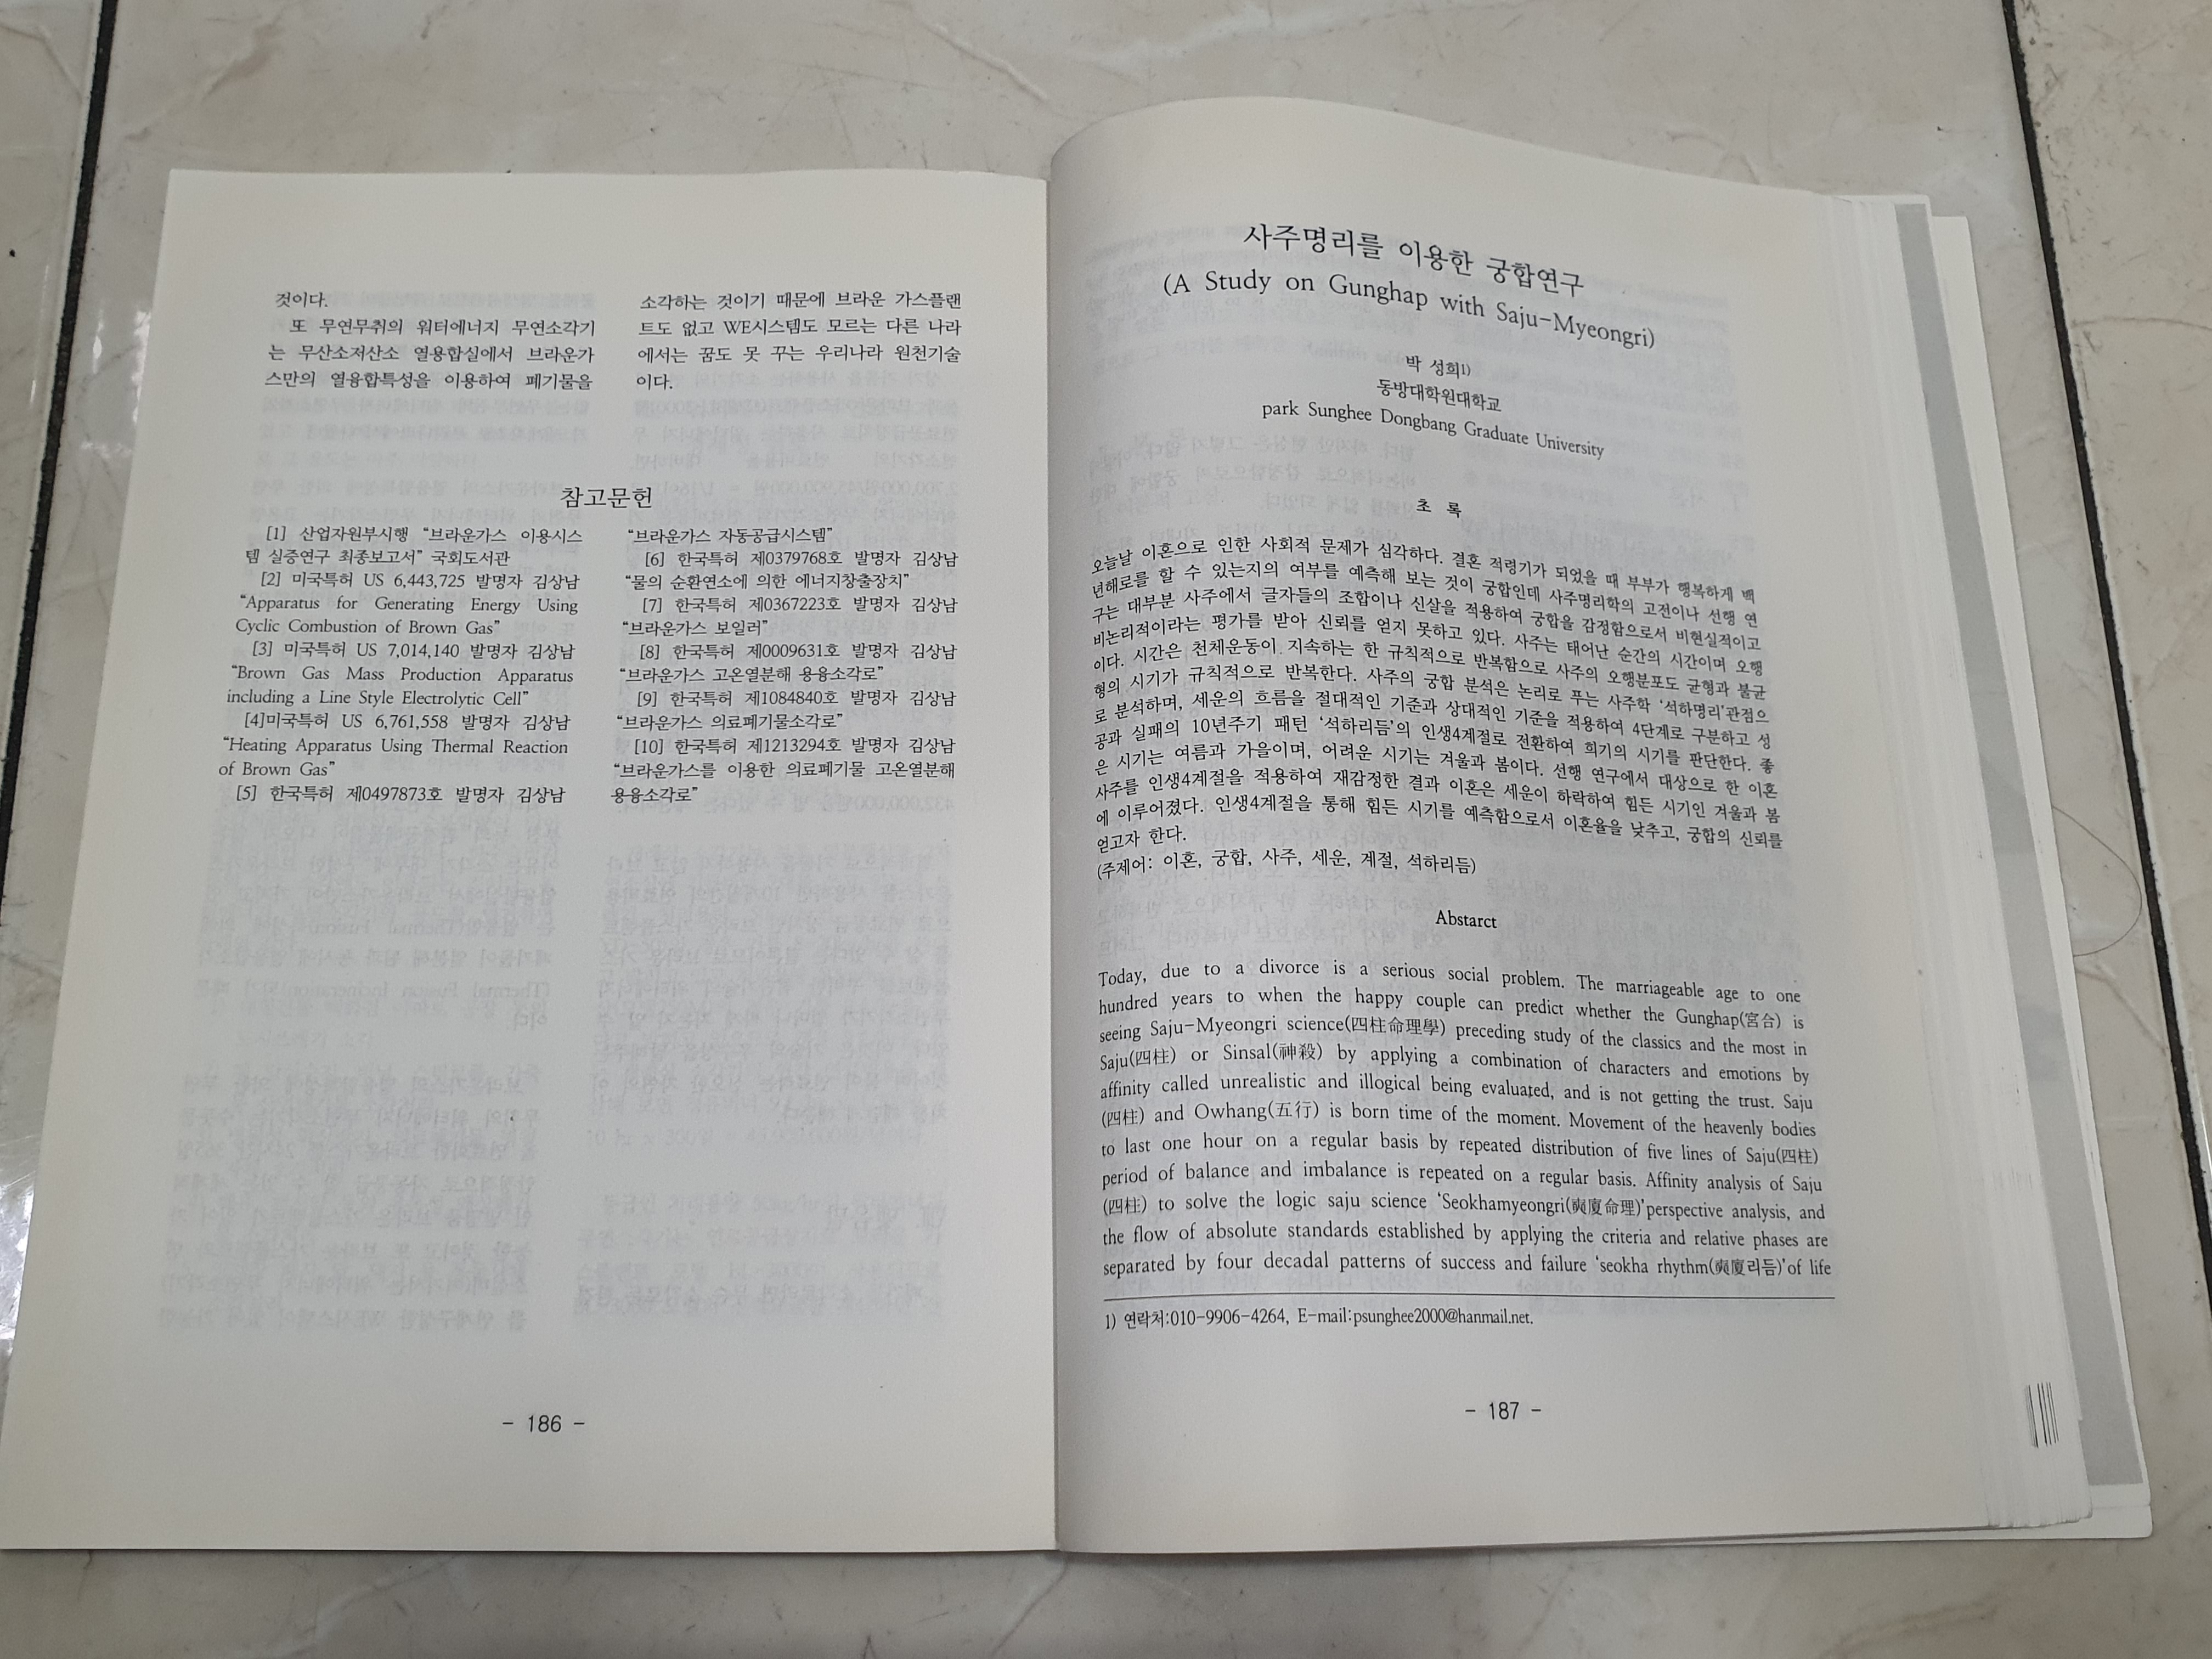 것이다.
또 무연무취의 워터에너지 무연소각기
는 무산소저산소 열용합실에서 브라운가
스만의 열융합특성을 이용하여 폐기물을
소각하는 것이기 때문에 브라운 가스플랜
트도 없고 WE시스템도 모르는 다른 나라
에서는 꿈도 못 꾸는 우리나라 원천기술
이다.
참고문헌
[1] 산업자원부시행 “브라운가스 이용시스
템 실증연구 최종보고서” 국회도서관
[2] 미국특허 US 6,443,725 발명자 김상남
“Apparatus for Generating Energy Using
Cyclic Combustion of Brown Gas”
[3] 미국특허 US 7,014,140 발명자 김상남
“Brown Gas Mass Production Apparatus
including a Line Style Electrolytic Cell”
[4]미국특허 US 6,761,558 발명자 김상남
“Heating Apparatus Using Thermal Reaction
of Brown Gas”
[5] 한국특허 제0497873호 발명자 김상남
“브라운가스 자동공급시스템”
[6] 한국특허 제0379768호 발명자 김상남
“물의 순환연소에 의한 에너지창출장치”
[7] 한국특허 제0367223호 발명자 김상남
“브라운가스 보일러”
[8] 한국특허 제0009631호 발명자 김상남
“브라운가스 고온열분해 용융소각로”
[9] 한국특허 제1084840호 발명자 김상남
“브라운가스 의료폐기물소각로”
[10] 한국특허 제1213294호 발명자 김상남
“브라운가스를 이용한 의료폐기물 고온열분해
용융소각로”
- 186 -
사주명리를 이용한 궁합연구
(A Study on Gunghap with Saju-Myeongri)
박 성희1)
동방대학원대학교
park Sunghee Dongbang Graduate University
초 록
오늘날 이혼으로 인한 사회적 문제가 심각하다. 결혼 적령기가 되었을 때 부부가 행복하게 백
년해로를 할 수 있는지의 여부를 예측해 보는 것이 궁합인데 사주명리학의 고전이나 선행 연
구는 대부분 사주에서 글자들의 조합이나 신살을 적용하여 궁합을 감정함으로서 비현실적이고
비논리적이라는 평가를 받아 신뢰를 얻지 못하고 있다. 사주는 태어난 순간의 시간이며 오행
이다. 시간은 천체운동이 지속하는 한 규칙적으로 반복함으로 사주의 오행분포도 균형과 불균
형의 시기가 규칙적으로 반복한다. 사주의 궁합 분석은 논리로 푸는 사주학 ‘석하명리’관점으
로 분석하며, 세운의 흐름을 절대적인 기준과 상대적인 기준을 적용하여 4단계로 구분하고 성
공과 실패의 10년주기 패턴 ‘석하리듬’의 인생4계절로 전환하여 희기의 시기를 판단한다. 좋
은 시기는 여름과 가을이며, 어려운 시기는 겨울과 봄이다. 선행 연구에서 대상으로 한 이혼
사주를 인생4계절을 적용하여 재감정한 결과 이혼은 세운이 하락하여 힘든 시기인 겨울과 봄
에 이루어졌다. 인생4계절을 통해 힘든 시기를 예측함으로서 이혼율을 낮추고, 궁합의 신뢰를
얻고자 한다.
(주제어: 이혼, 궁합, 사주, 세운, 계절, 석하리듬)
Abstarct
Today, due to a divorce is a serious social problem. The marriageable age to one
hundred years to when the happy couple can predict whether the Gunghap(宮合) is
seeing Saju-Myeongri science(四柱命理學) preceding study of the classics and the most in
Saju(四柱) or Sinsal(神殺) by applying a combination of characters and emotions by
affinity called unrealistic and illogical being evaluated, and is not getting the trust. Saju
(四柱) and Owhang(五行) is born time of the moment. Movement of the heavenly bodies
to last one hour on a regular basis by repeated distribution of five lines of Saju(四柱)
period of balance and imbalance is repeated on a regular basis. Affinity analysis of Saju
(四柱) to solve the logic saju science ‘Seokhamyeongri(奭廈命理)’perspective analysis, and
the flow of absolute standards established by applying the criteria and relative phases are
separated by four decadal patterns of success and failure ‘seokha rhythm(奭廈리듬)’of life
1) 연락처:010-9906-4264, E-mail:psunghee2000@hanmail.net.
- 187 -